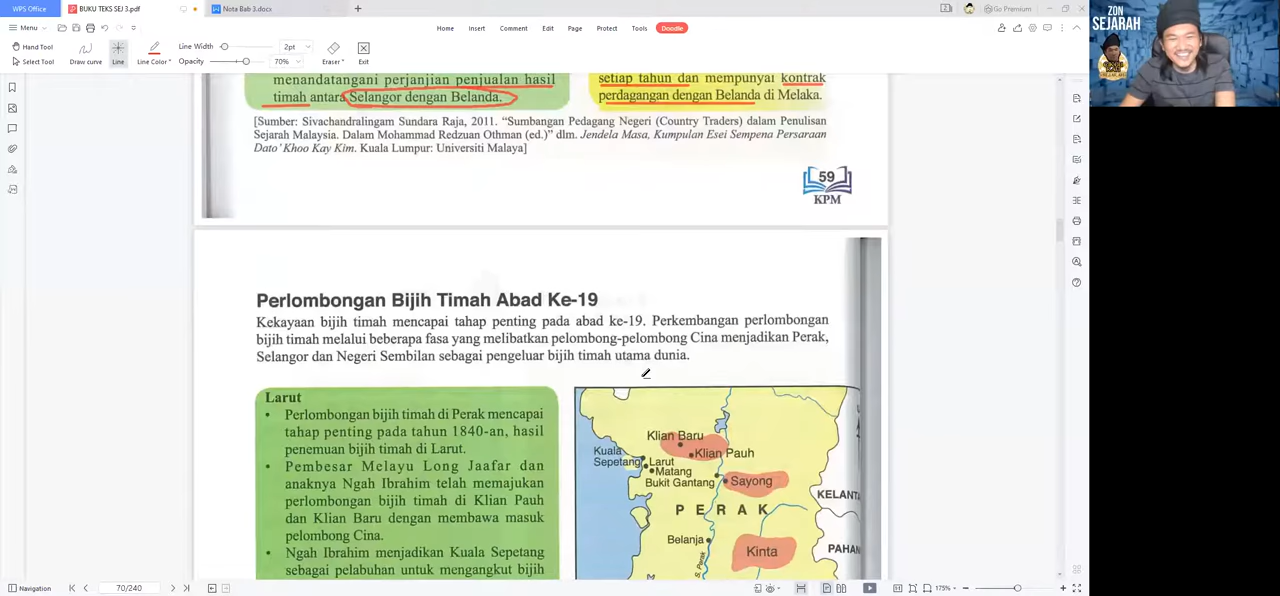 WPS Office
BUKU TEKS SEJ 3.pdf
Nota Bab 3.docx
Go Premium
Menu
Home
Insert
Comment
Edit
Page
Protect
Tools
Doodle
Hand Tool
Select Tool
Draw curve
Line
Line Color
Line Width
2pt
Opacity
70%
Eraser
Exit
ZON
SEJARAH
menandatangani perjanjian penjualan hasil
timah antara Selangor dengan Belanda.
setiap tahun dan mempunyai kontrak
perdagangan dengan Belanda di Melaka.
[Sumber: Sivachandralingam Sundara Raja, 2011. “Sumbangan Pedagang Negeri (Country Traders) dalam Penulisan
Sejarah Malaysia. Dalam Mohammad Redzuan Othman (ed.)” dlm. Jendela Masa, Kumpulan Esei Sempena Persaraan
Dato’ Khoo Kay Kim. Kuala Lumpur: Universiti Malaya]
59
KPM
Perlombongan Bijih Timah Abad Ke-19
Kekayaan bijih timah mencapai tahap penting pada abad ke-19. Perkembangan perlombongan
bijih timah melalui beberapa fasa yang melibatkan pelombong-pelombong Cina menjadikan Perak,
Selangor dan Negeri Sembilan sebagai pengeluar bijih timah utama dunia.
Larut
• Perlombongan bijih timah di Perak mencapai
tahap penting pada tahun 1840-an, hasil
penemuan bijih timah di Larut.
• Pembesar Melayu Long Jaafar dan
anaknya Ngah Ibrahim telah memajukan
perlombongan bijih timah di Klian Pauh
dan Klian Baru dengan membawa masuk
pelombong Cina.
• Ngah Ibrahim menjadikan Kuala Sepetang
sebagai pelabuhan untuk mengangkut bijih
Klian Baru
Klian Pauh
Kuala
Sepetang
Larut
Matang
Bukit Gantang
Sayong
KELANT
PERAK
Belanja
Kinta
PAHAN
S. Perak
Navigation
70/240
175%